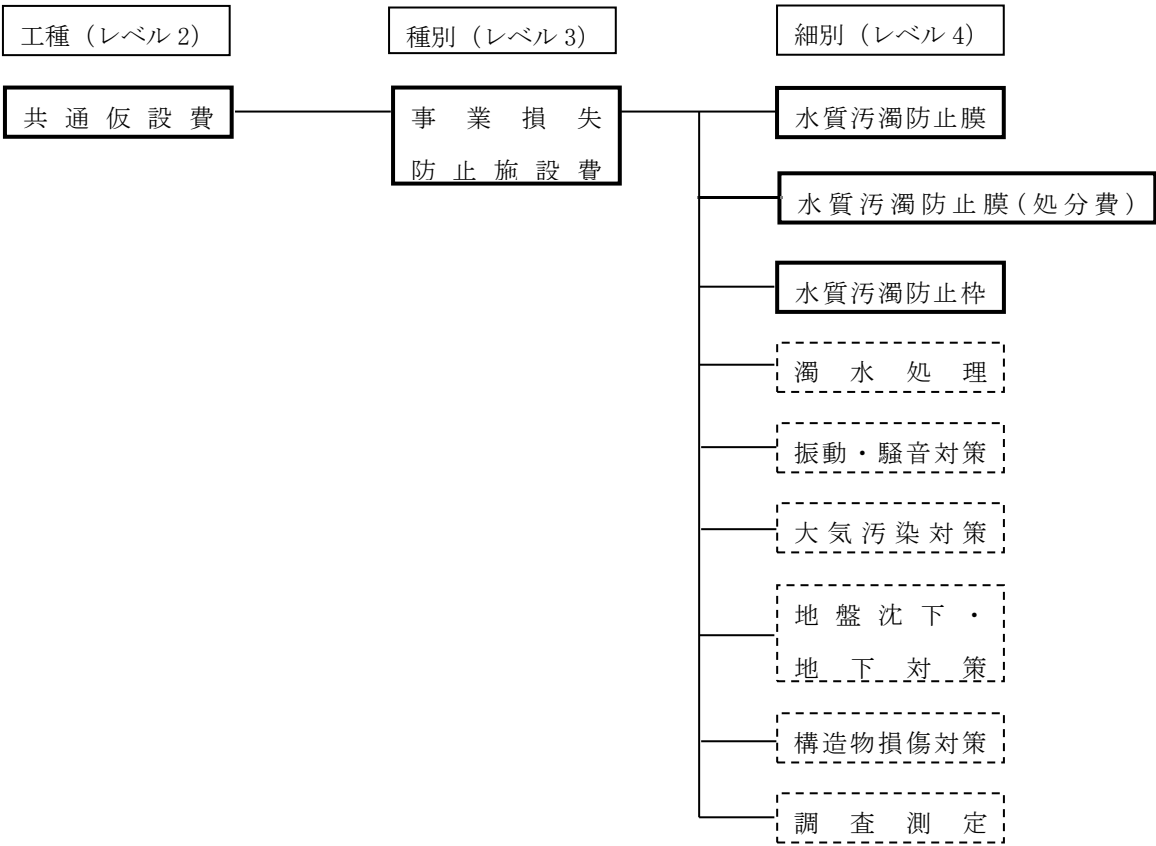 工種（レベル2） 種別（レベル3） 細別（レベル4）
共通仮設費 事業損失 水質汚濁防止膜
防止施設費
水質汚濁防止膜（処分費）
水質汚濁防止枠
濁水処理
振動・騒音対策
大気汚染対策
地盤沈下・
地下対策
構造物損傷対策
調査測定